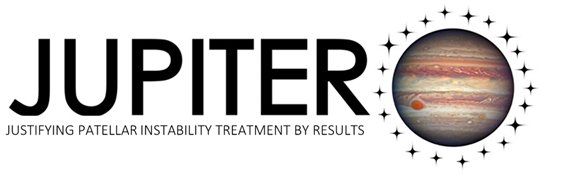 JUPITER
JUSTIFYING PATELLAR INSTABILITY TREATMENT BY RESULTS